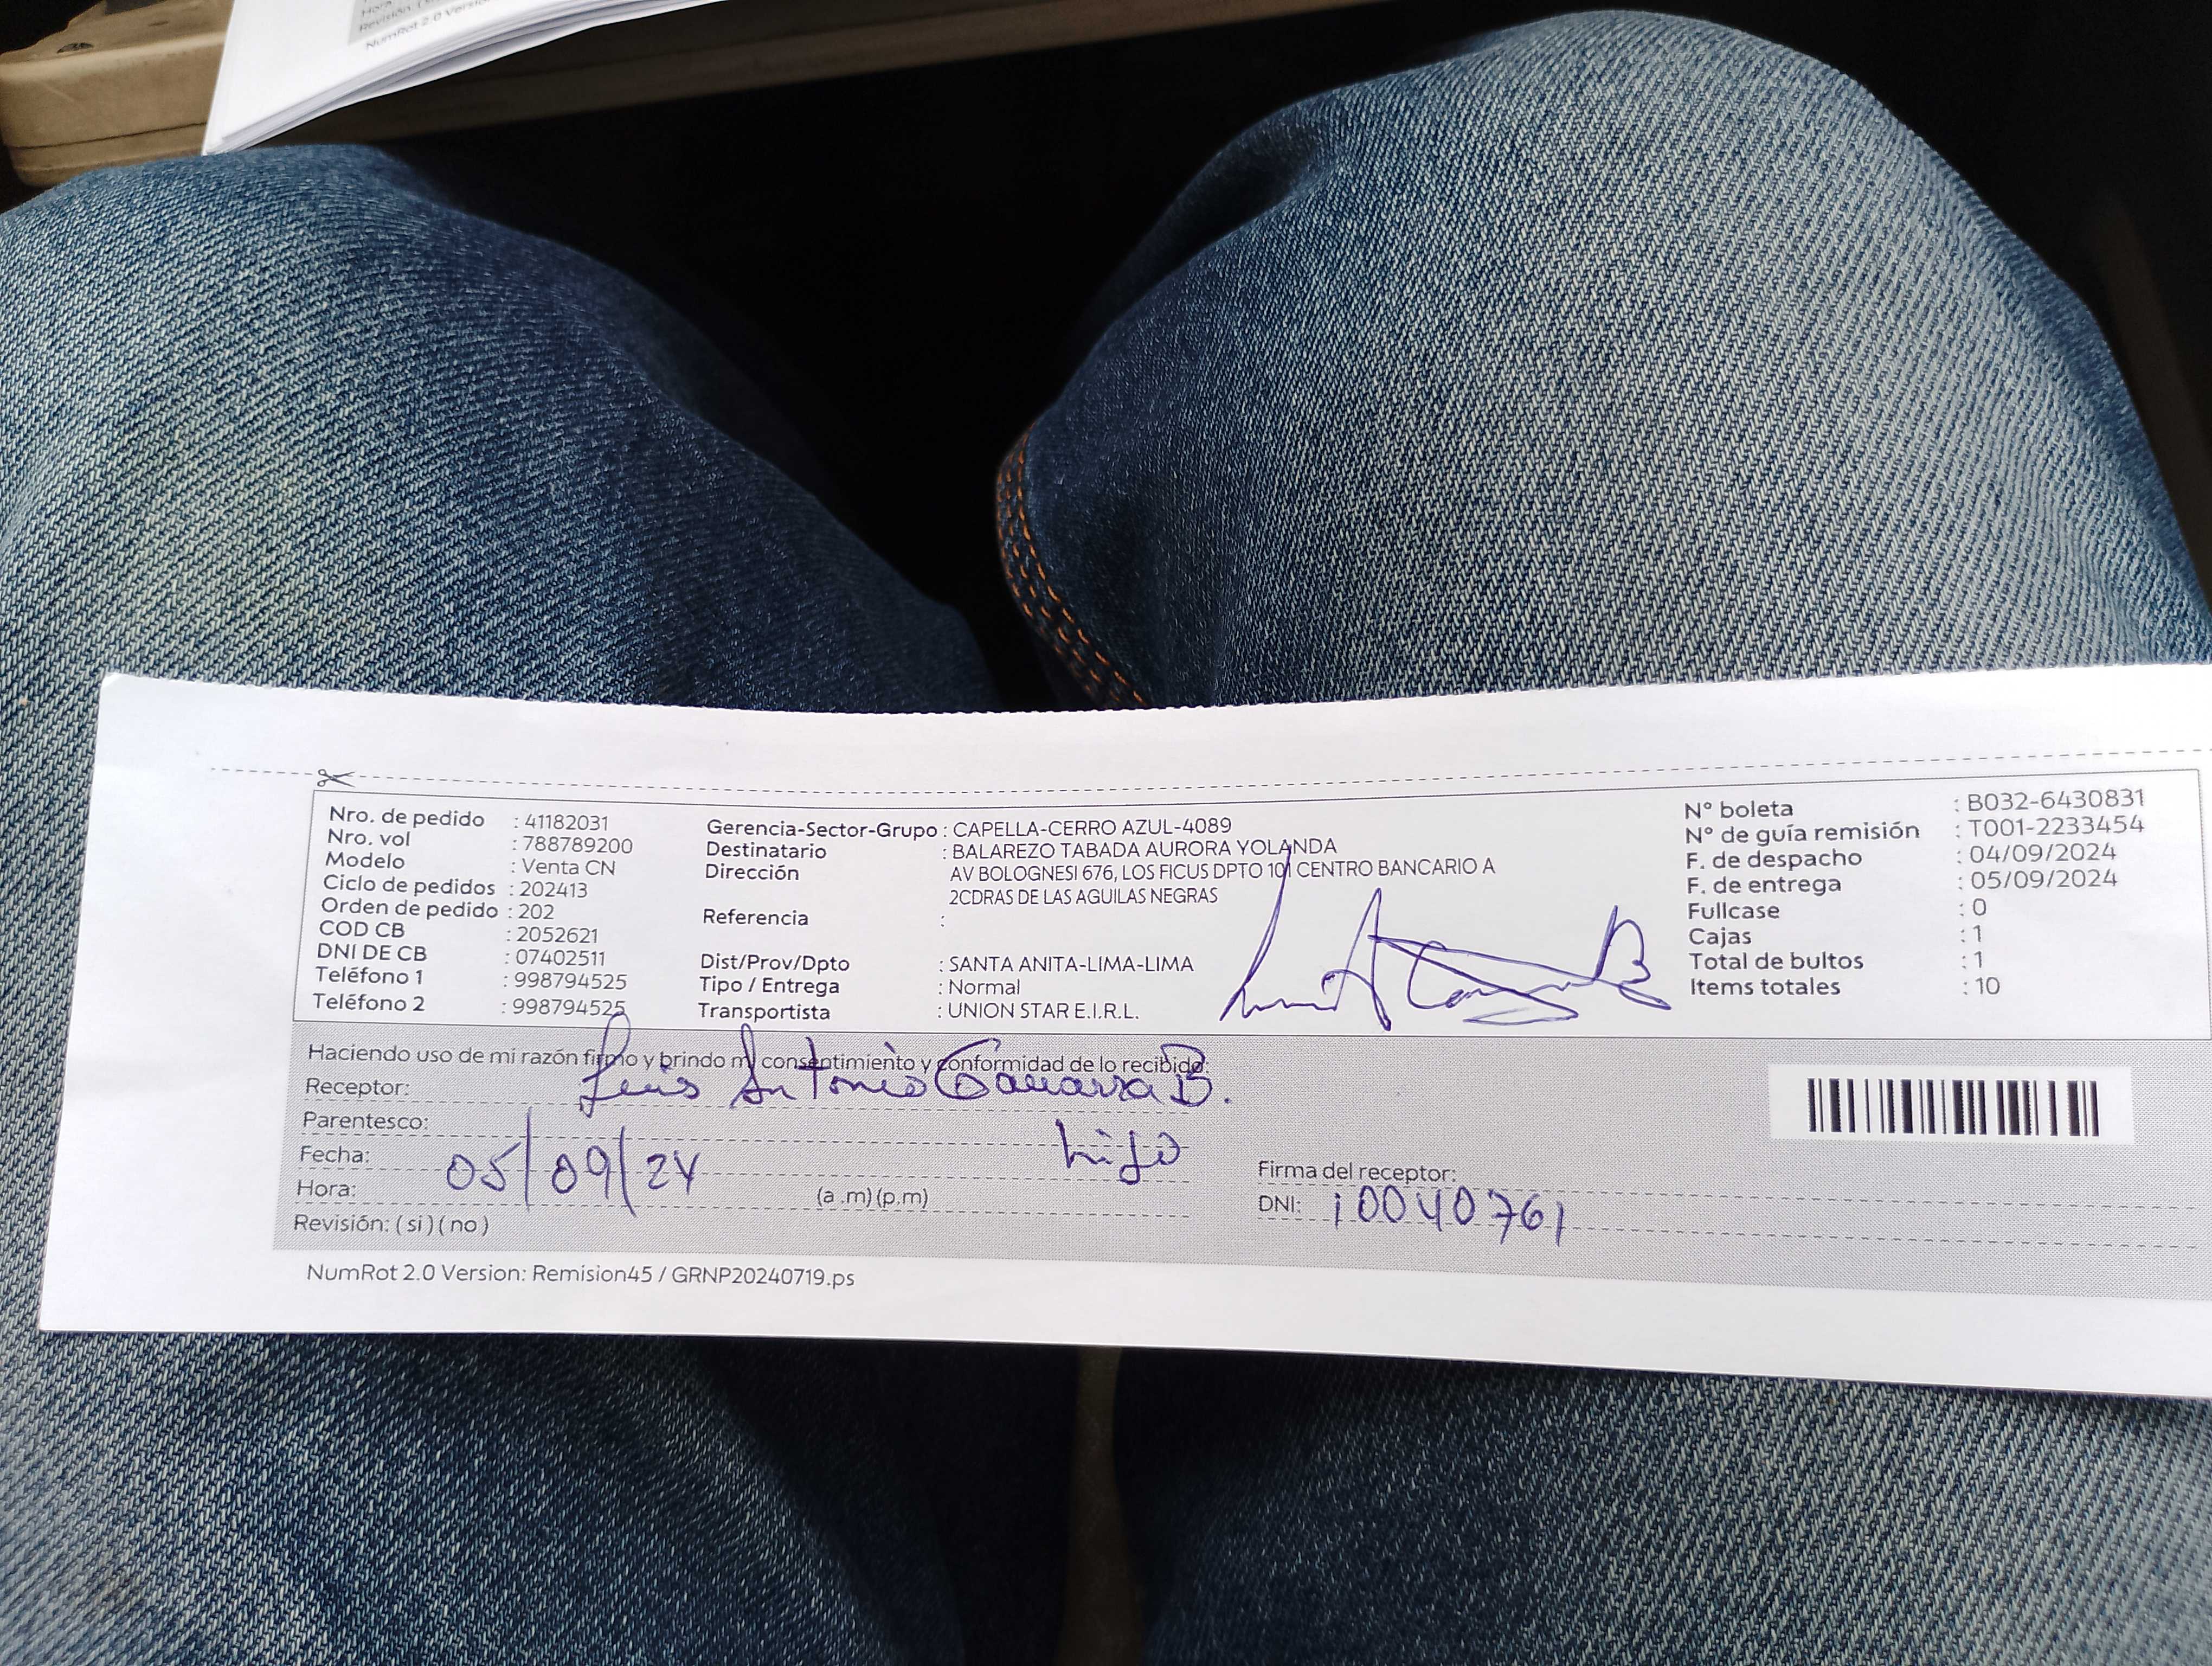 Revisión: (
NumRot 2.0 Versio
Nro. de pedido : 41182031
Nro. vol : 788789200
Modelo : Venta CN
Ciclo de pedidos : 202413
Orden de pedido : 202
COD CB : 2052621
DNI DE CB : 07402511
Teléfono 1 : 998794525
Teléfono 2 : 998794525
Gerencia-Sector-Grupo : CAPELLA-CERRO AZUL-4089
Destinatario : BALAREZO TABADA AURORA YOLANDA
Dirección AV BOLOGNESI 676, LOS FICUS DPTO 101 CENTRO BANCARIO A
2CDRAS DE LAS AGUILAS NEGRAS
Referencia :
Dist/Prov/Dpto : SANTA ANITA-LIMA-LIMA
Tipo / Entrega : Normal
Transportista : UNION STAR E.I.R.L.
N° boleta : B032-6430831
N° de guía remisión : T001-2233454
F. de despacho : 04/09/2024
F. de entrega : 05/09/2024
Fullcase : 0
Cajas : 1
Total de bultos : 1
Items totales : 10
Haciendo uso de mi razón firmo y brindo mi consentimiento y conformidad de lo recibido:
Receptor: Luis Antonio Gamarra B.
Parentesco: hijo
Fecha: 05/09/24
Hora: (a .m) (p.m)
Revisión: ( si ) ( no )
Firma del receptor:
DNI: 10040761
NumRot 2.0 Version: Remision45 / GRNP20240719.ps